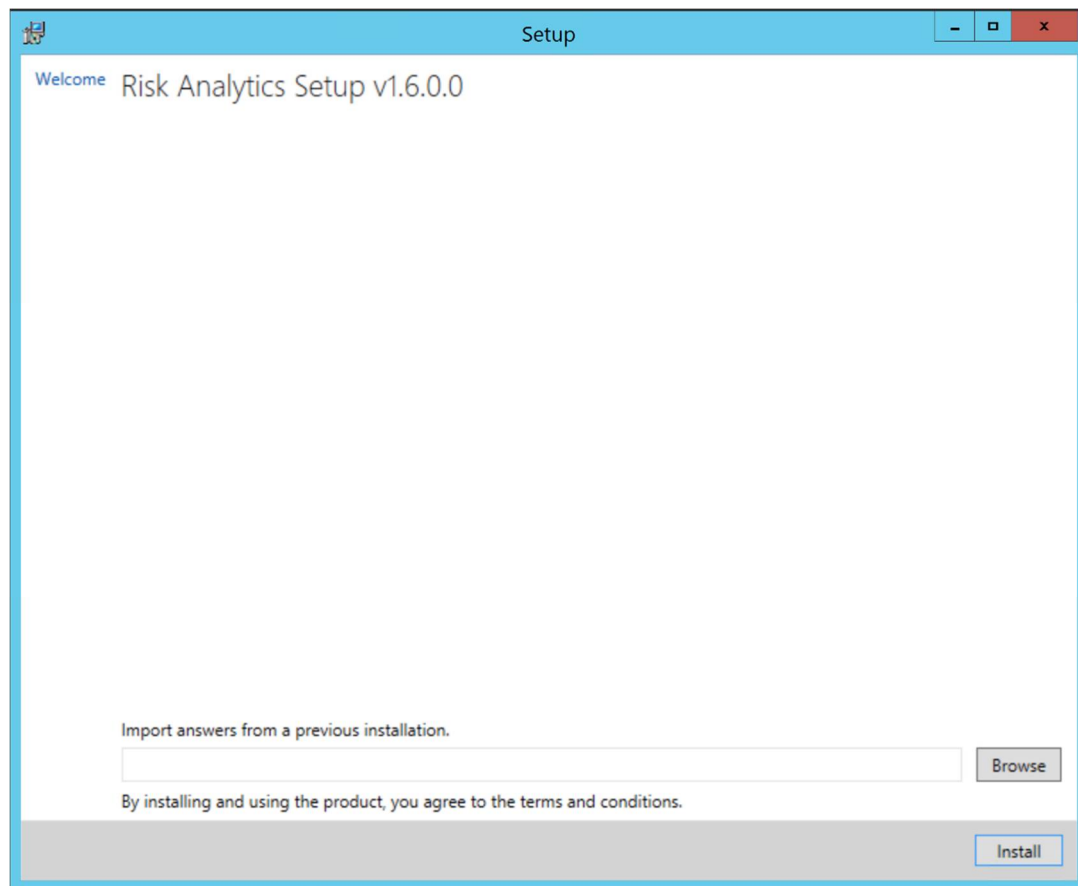 Setup
Welcome
Risk Analytics Setup v1.6.0.0
Import answers from a previous installation.
Browse
By installing and using the product, you agree to the terms and conditions.
Install